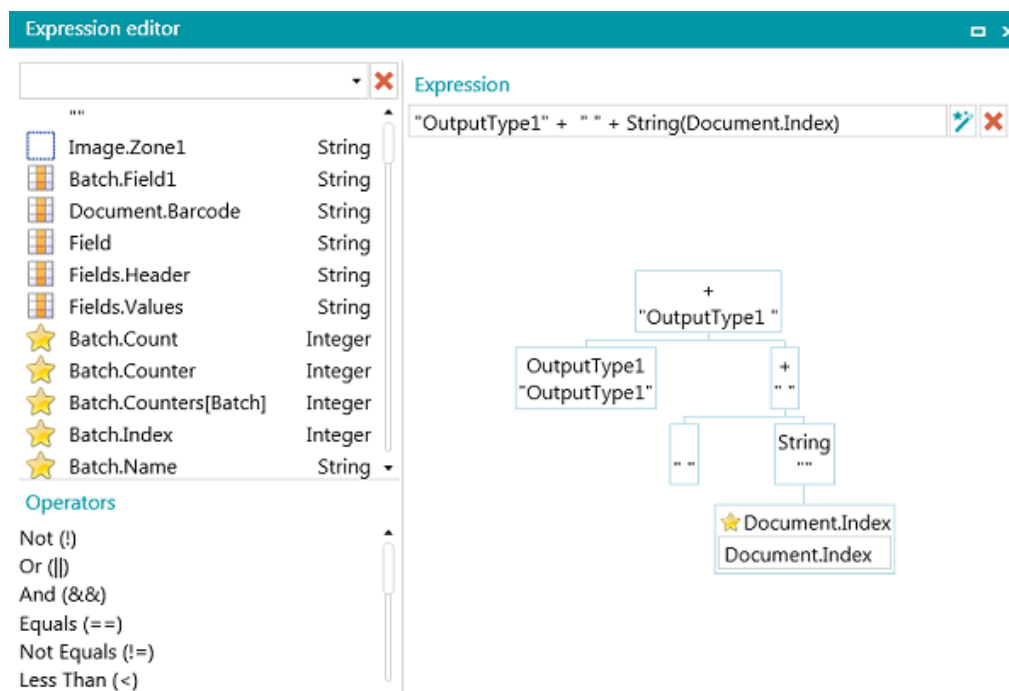 Expression editor
Expression
"OutputType1" + " " + String(Document.Index)
""
Image.Zone1 String
Batch.Field1 String
Document.Barcode String
Field String
Fields.Header String
Fields.Values String
Batch.Count Integer
Batch.Counter Integer
Batch.Counters[Batch] Integer
Batch.Index Integer
Batch.Name String
Operators
Not (!)
Or (||)
And (&&)
Equals (==)
Not Equals (!=)
Less Than (<)
+
"OutputType1 "
OutputType1
"OutputType1"
+
" "
" "
String
""
Document.Index
Document.Index